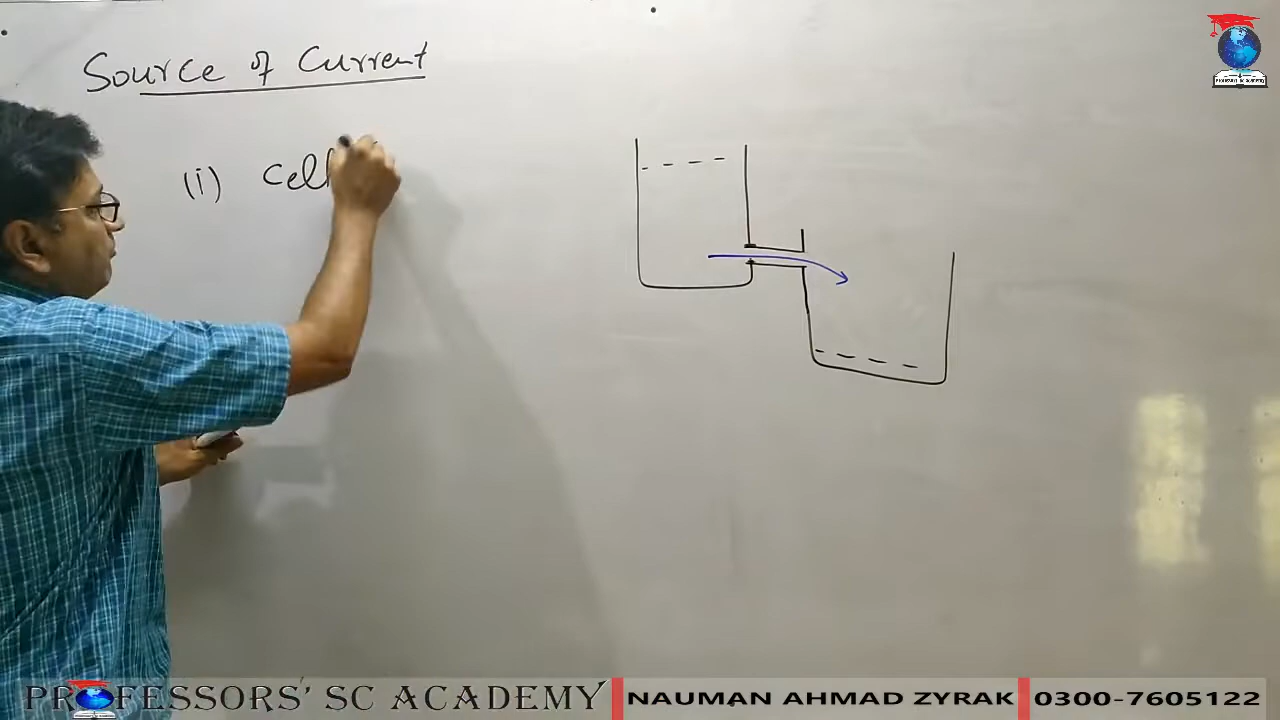 Source of Current
(i) Cell
PROFESSORS' SC ACADEMY NAUMAN AHMAD ZYRAK 0300-7605122